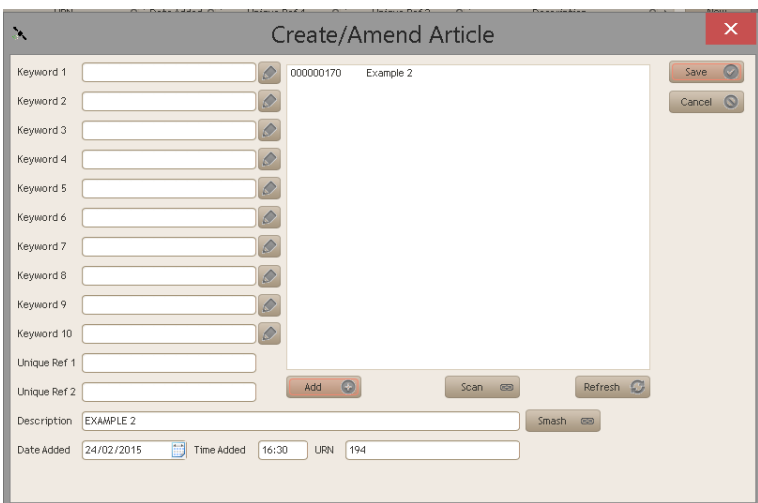 Create/Amend Article
Keyword 1
000000170 Example 2
Save
Keyword 2
Cancel
Keyword 3
Keyword 4
Keyword 5
Keyword 6
Keyword 7
Keyword 8
Keyword 9
Keyword 10
Unique Ref 1
Unique Ref 2
Add
Scan
Refresh
Description EXAMPLE 2
Smash
Date Added 24/02/2015 Time Added 16:30 URN 194